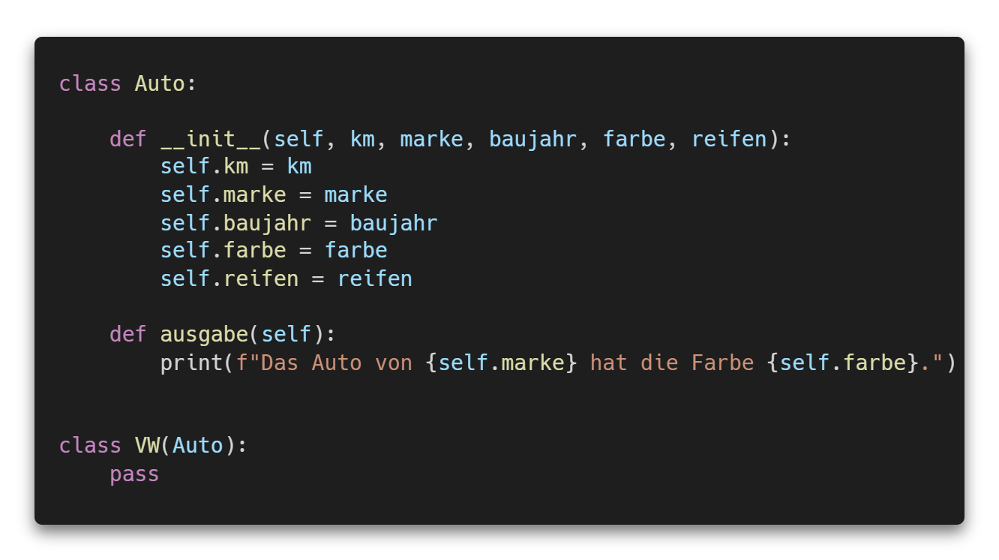 class Auto:
    def __init__(self, km, marke, baujahr, farbe, reifen):
        self.km = km
        self.marke = marke
        self.baujahr = baujahr
        self.farbe = farbe
        self.reifen = reifen
    def ausgabe(self):
        print(f"Das Auto von {self.marke} hat die Farbe {self.farbe}.")
class VW(Auto):
    pass